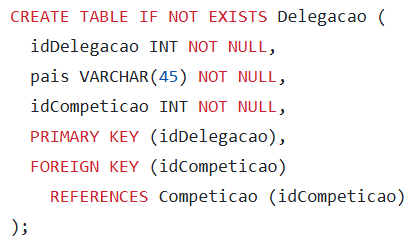 CREATE TABLE IF NOT EXISTS Delegacao (
idDelegacao INT NOT NULL,
pais VARCHAR(45) NOT NULL,
idCompeticao INT NOT NULL,
PRIMARY KEY (idDelegacao),
FOREIGN KEY (idCompeticao)
REFERENCES Competicao (idCompeticao)
);